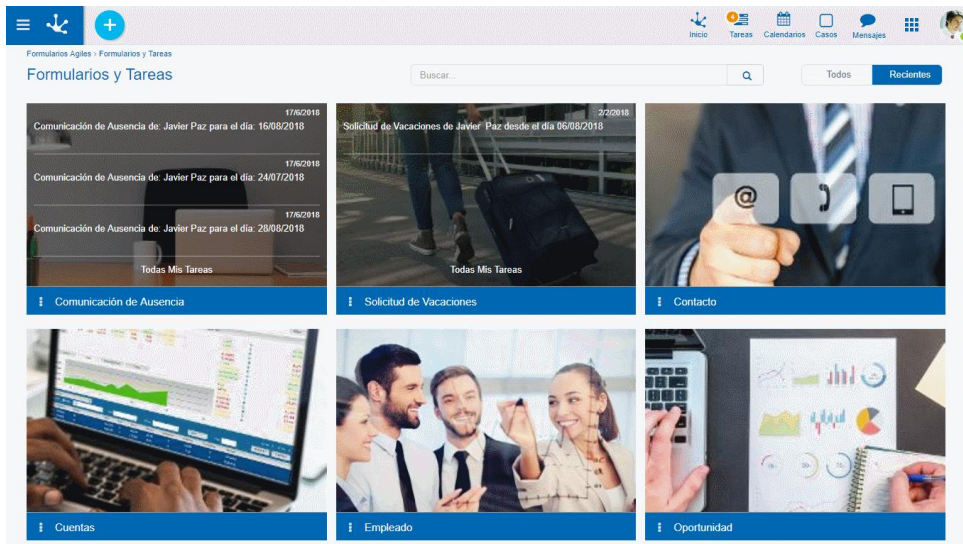 Inicio
Tareas
Calendarios
Casos
Mensajes
Formularios Agiles › Formularios y Tareas
Formularios y Tareas
Buscar...
Todos
Recientes
17/6/2018
Comunicación de Ausencia de: Javier Paz para el día: 16/08/2018
17/6/2018
Comunicación de Ausencia de: Javier Paz para el día: 24/07/2018
17/6/2018
Comunicación de Ausencia de: Javier Paz para el día: 28/08/2018
Todas Mis Tareas
Comunicación de Ausencia
2/2/2018
Solicitud de Vacaciones de Javier Paz desde el día 06/08/2018
Todas Mis Tareas
Solicitud de Vacaciones
@
Contacto
Cuentas
Empleado
Oportunidad